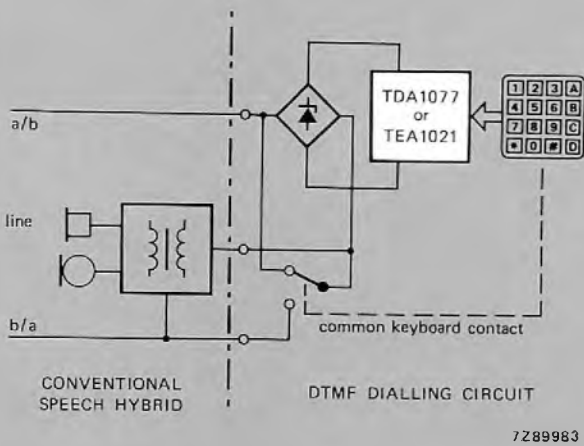 a/b
TDA1077
or
TEA1021
1 2 3 A
4 5 6 B
7 8 9 C
* 0 # D
line
b/a
common keyboard contact
CONVENTIONAL
SPEECH HYBRID
DTMF DIALLING CIRCUIT
7Z89983